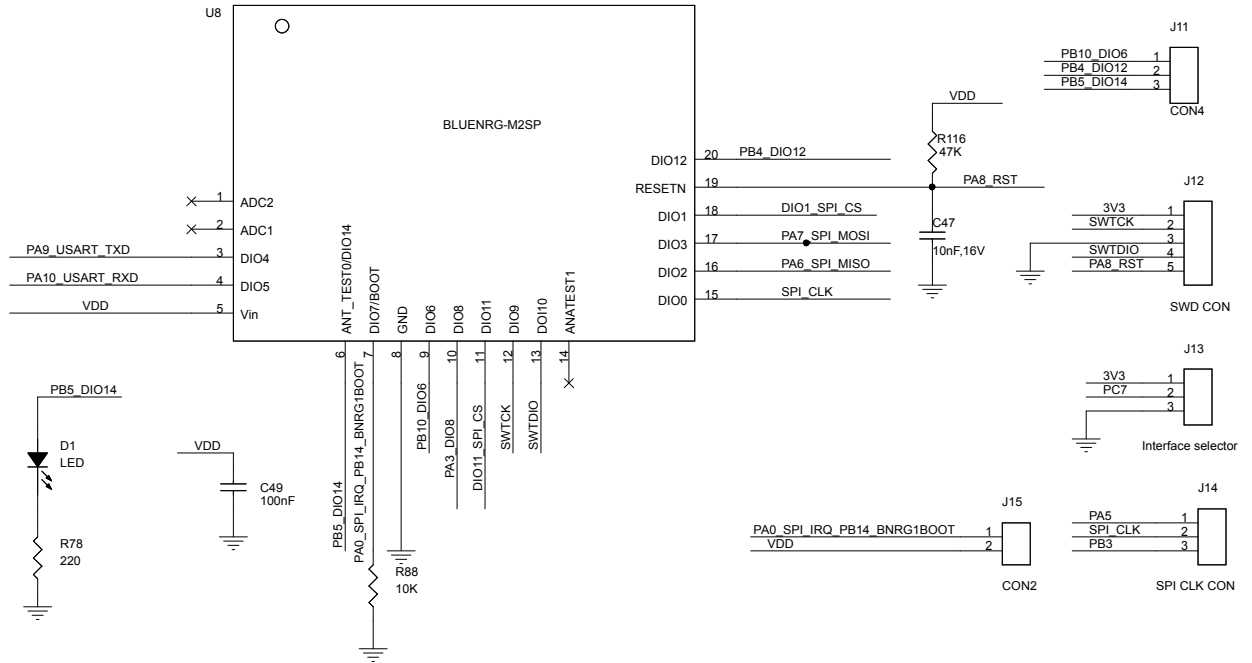 U8
BLUENRG-M2SP
1 ADC2
2 ADC1
PA9_USART_TXD 3 DIO4
PA10_USART_RXD 4 DIO5
VDD 5 Vin
ANT_TEST0/DIO14 6 PB5_DIO14
DIO7/BOOT 7 PA0_SPI_IRQ_PB14_BNRG1BOOT
GND 8
DIO6 9 PB10_DIO6
DIO8 10 PA3_DIO8
DIO11 11 DIO11_SPI_CS
DIO9 12 SWTCK
DOI10 13 SWTDIO
ANATEST1 14
DIO12 20 PB4_DIO12
RESETN 19 PA8_RST
DIO1 18 DIO1_SPI_CS
DIO3 17 PA7_SPI_MOSI
DIO2 16 PA6_SPI_MISO
DIO0 15 SPI_CLK
VDD
R116
47K
C47
10nF,16V
PB5_DIO14
D1
LED
R78
220
VDD
C49
100nF
R88
10K
J11
PB10_DIO6 1
PB4_DIO12 2
PB5_DIO14 3
CON4
J12
3V3 1
SWTCK 2
3
SWTDIO 4
PA8_RST 5
SWD CON
J13
3V3 1
PC7 2
3
Interface selector
J15
PA0_SPI_IRQ_PB14_BNRG1BOOT 1
VDD 2
CON2
J14
PA5 1
SPI_CLK 2
PB3 3
SPI CLK CON